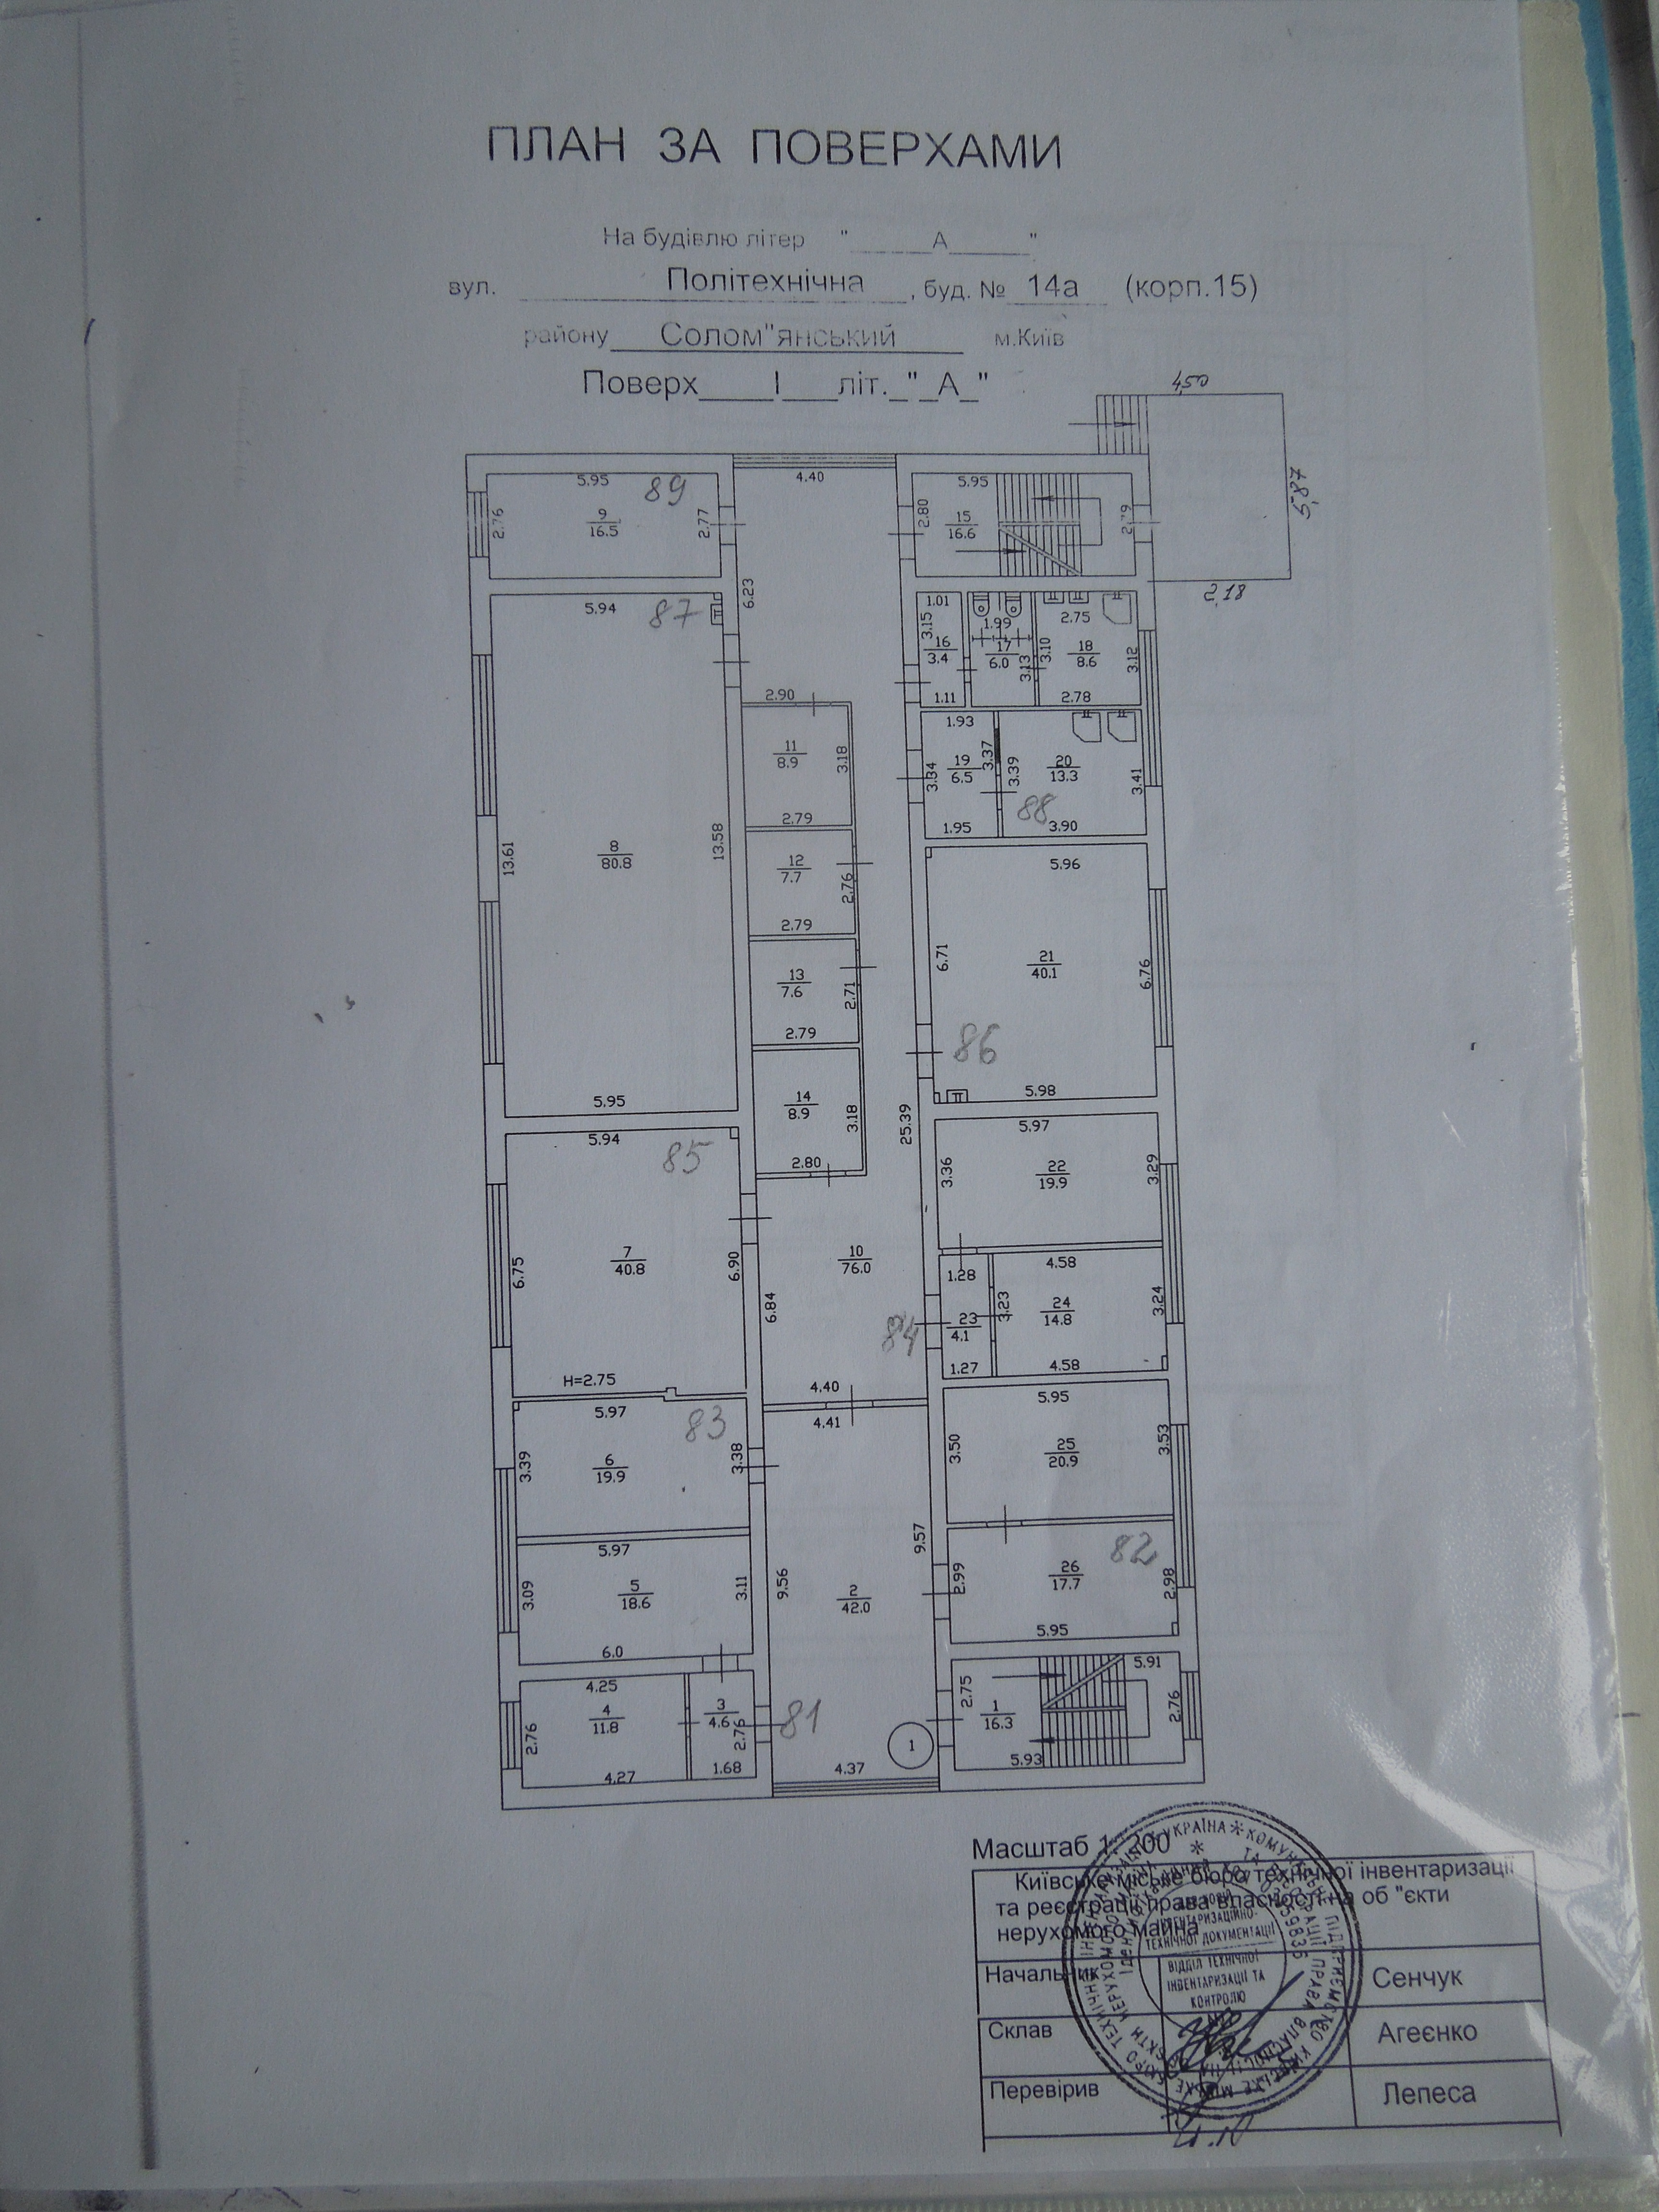 ПЛАН ЗА ПОВЕРХАМИ
На будівлю літер " А "
вул. Політехнічна, буд. № 14а (корп.15)
району Солом"янський м.Київ
Поверх I літ. "А"
4,50
5,87
2,18
5.95 89
2.76 9 2.77
16.5
4.40
6.23
5.95
2.80 15 2.79
16.6
5.94 87
13.61 8 13.58
80.8
5.95
1.01
3.15 16
3.4
1.11
1.99
17 3.13
6.0
2.75
3.10 18 3.12
8.6
2.78
2.90
11 3.18
8.9
2.79
12 2.76
7.7
2.79
13 2.71
7.6
2.79
14 3.18
8.9
2.80
1.93
3.34 19 3.37
6.5
1.95
3.39 20 3.41
13.3
88 3.90
5.96
6.71 21 6.76
40.1
86
5.98
25.39
5.94 85
6.75 7 6.90
40.8
H=2.75
10
76.0
6.84
4.40
5.97
3.36 22 3.29
19.9
1.28
84 23 3.23
4.1
1.27
4.58
24 3.24
14.8
4.58
5.97 83
3.39 6 3.38
19.9
5.97
3.09 5 3.11
18.6
6.0
4.41
9.56 2 9.57
42.0
4.37
1
5.95
3.50 25 3.53
20.9
82
2.99 26 2.98
17.7
5.95
4.25
2.76 4
11.8
4.27
3
4.6 2.76
1.68
81
5.91
2.75 1 2.76
16.3
5.93
Масштаб 1:200
Київське міське бюро технічної інвентаризації
та реєстрації права власності на об "єкти
нерухомого майна
Начальник Сенчук
Склав Агеєнко
Перевірив Лепеса
УКРАЇНА * КОМУНАЛЬНЕ ПІДПРИЄМСТВО КИЇВСЬКЕ МІСЬКЕ БЮРО ТЕХНІЧНОЇ ІНВЕНТАРИЗАЦІЇ
ТЕХНІЧНОЇ ДОКУМЕНТАЦІЇ
ВІДДІЛ ТЕХНІЧНОЇ
ІНВЕНТАРИЗАЦІЇ ТА
КОНТРОЛЮ